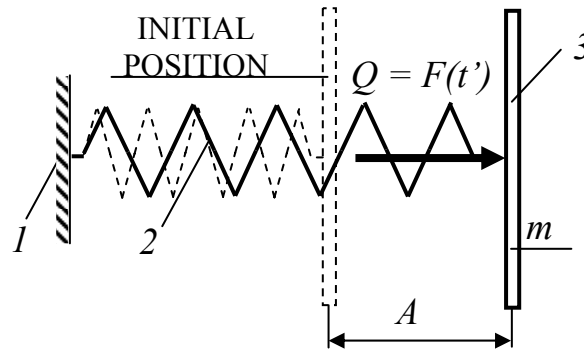 INITIAL
POSITION
Q = F(t’)
3
1
2
m
A